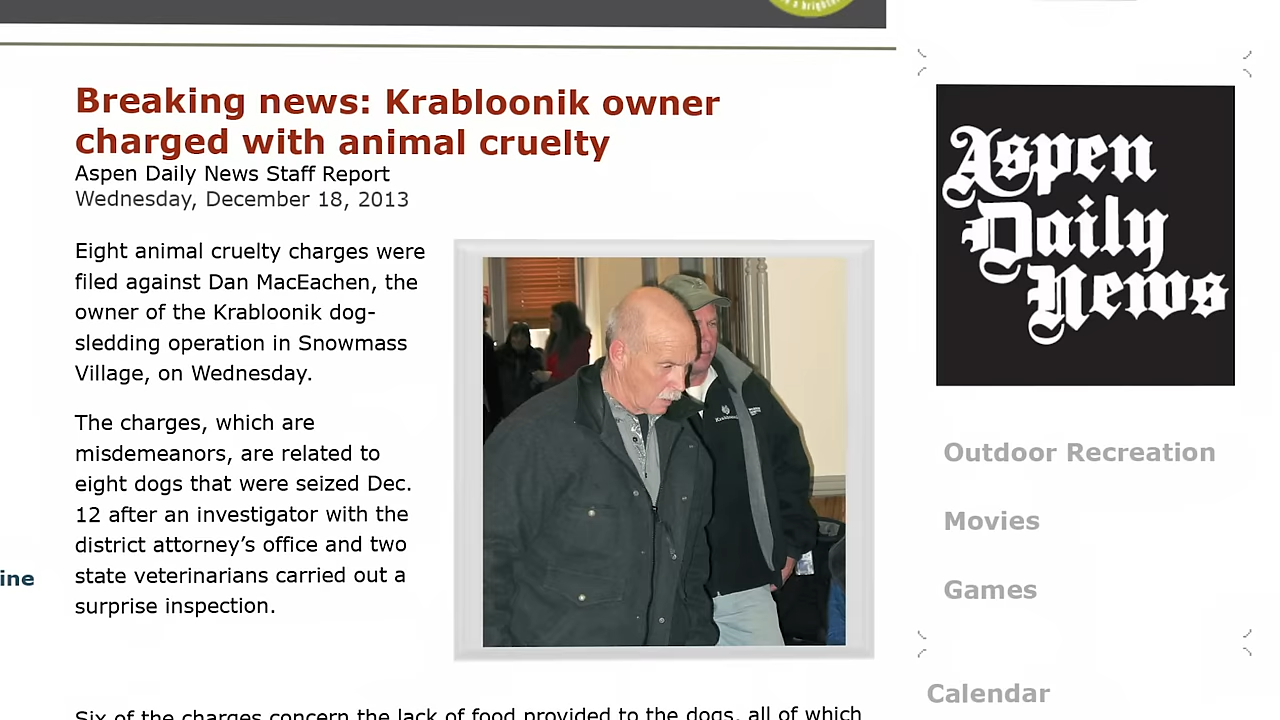 Breaking news: Krabloonik owner
charged with animal cruelty
Aspen Daily News Staff Report
Wednesday, December 18, 2013
Eight animal cruelty charges were
filed against Dan MacEachen, the
owner of the Krabloonik dog-
sledding operation in Snowmass
Village, on Wednesday.
The charges, which are
misdemeanors, are related to
eight dogs that were seized Dec.
12 after an investigator with the
district attorney's office and two
state veterinarians carried out a
surprise inspection.
Six of the charges concern the lack of food provided to the dogs, all of which
ine
Aspen
Daily
News
Outdoor Recreation
Movies
Games
Calendar